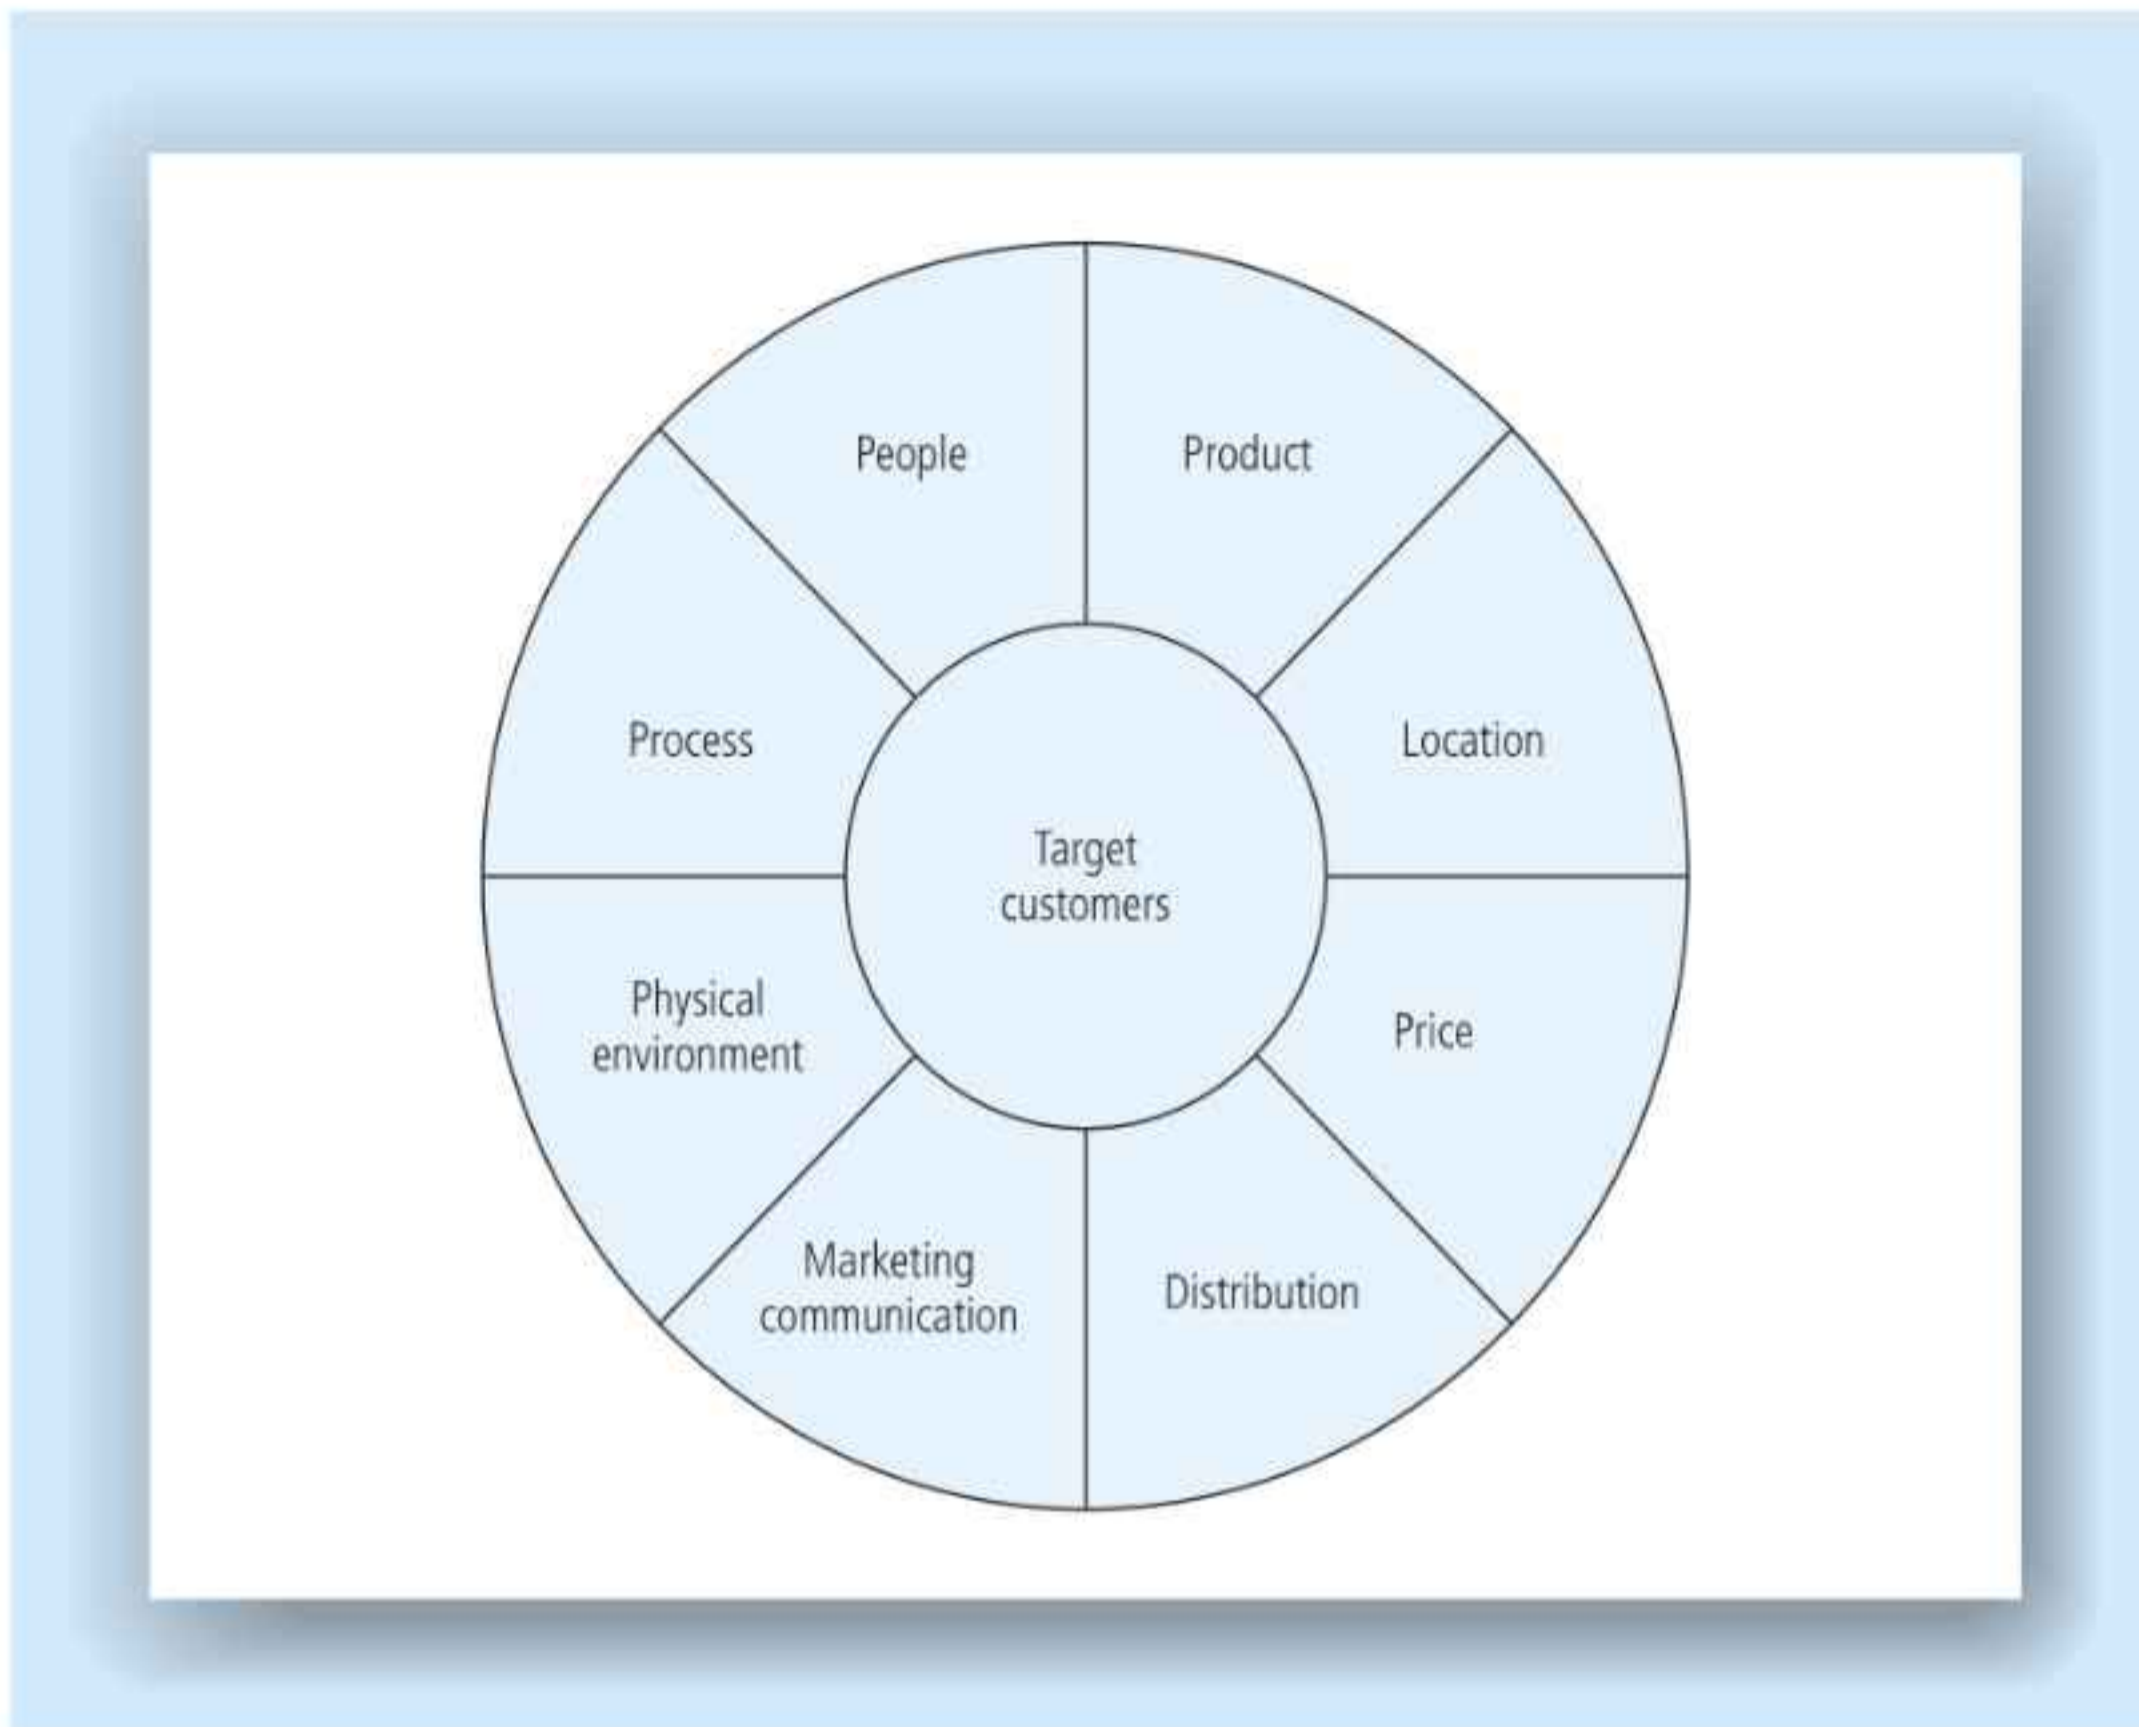 People
Product
Process
Location
Target
customers
Physical
environment
Price
Marketing
communication
Distribution